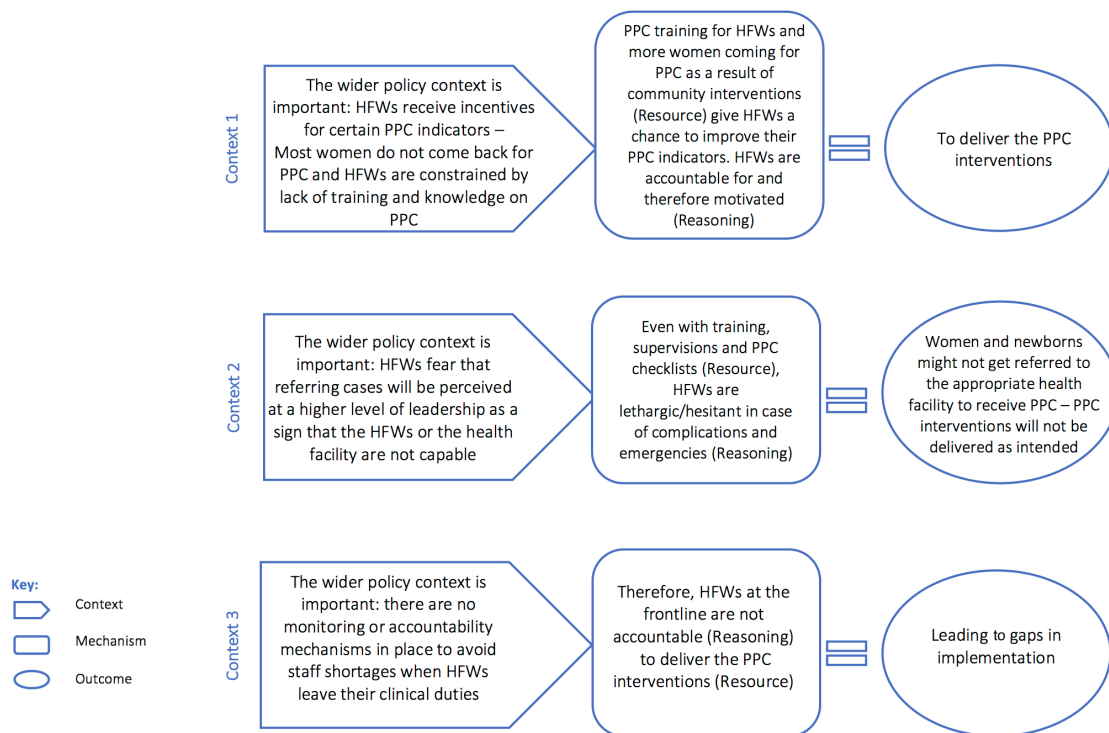 Context 1
The wider policy context is
important: HFWs receive incentives
for certain PPC indicators –
Most women do not come back for
PPC and HFWs are constrained by
lack of training and knowledge on
PPC
PPC training for HFWs and
more women coming for
PPC as a result of
community interventions
(Resource) give HFWs a
chance to improve their
PPC indicators. HFWs are
accountable for and
therefore motivated
(Reasoning)
To deliver the PPC
interventions
Context 2
The wider policy context is
important: HFWs fear that
referring cases will be perceived
at a higher level of leadership as a
sign that the HFWs or the health
facility are not capable
Even with training,
supervisions and PPC
checklists (Resource),
HFWs are
lethargic/hesitant in case
of complications and
emergencies (Reasoning)
Women and newborns
might not get referred to
the appropriate health
facility to receive PPC – PPC
interventions will not be
delivered as intended
Context 3
The wider policy context is
important: there are no
monitoring or accountability
mechanisms in place to avoid
staff shortages when HFWs
leave their clinical duties
Therefore, HFWs at the
frontline are not
accountable (Reasoning)
to deliver the PPC
interventions (Resource)
Leading to gaps in
implementation
Key:
Context
Mechanism
Outcome